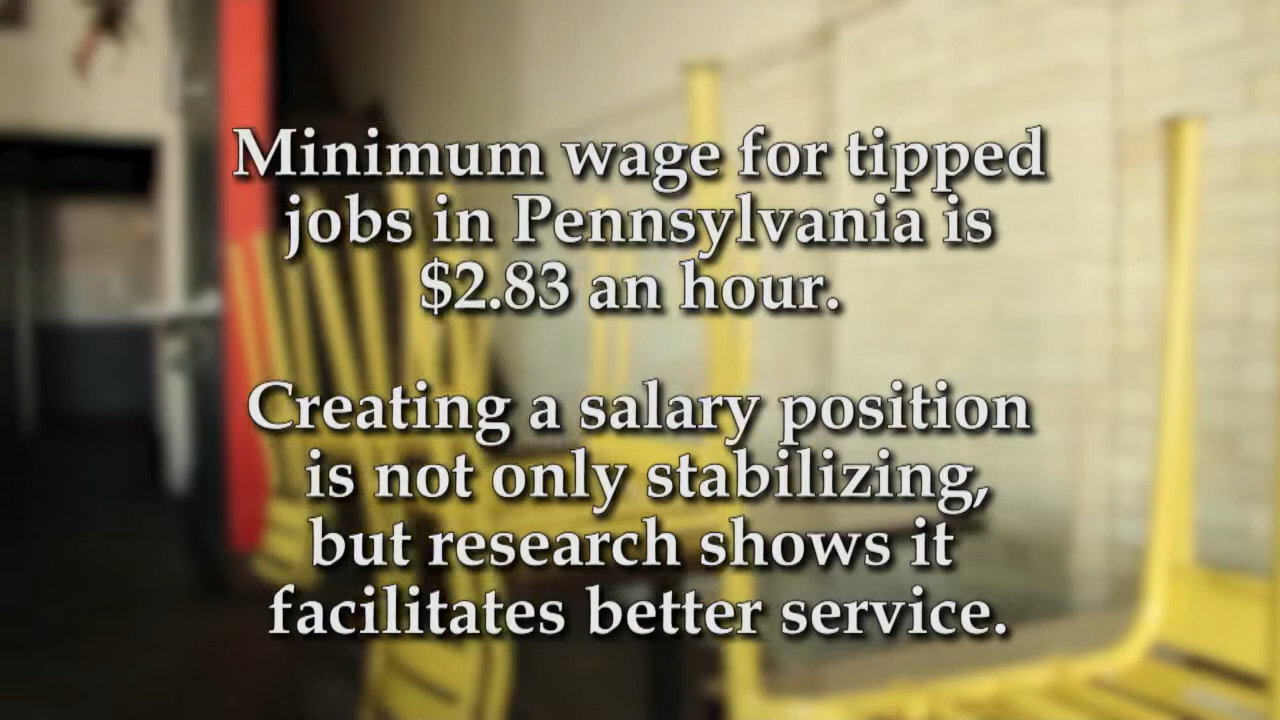 Minimum wage for tipped
jobs in Pennsylvania is
$2.83 an hour.
Creating a salary position
is not only stabilizing,
but research shows it
facilitates better service.